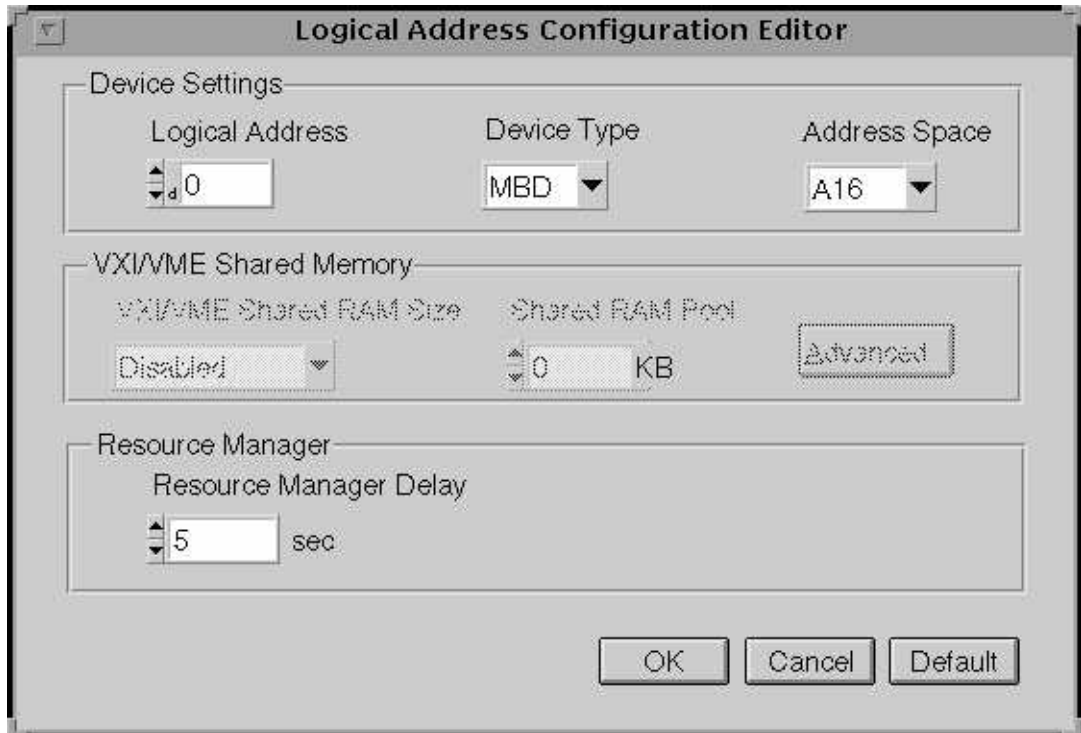 Logical Address Configuration Editor
Device Settings
Logical Address
Device Type
Address Space
d 0
MBD
A16
VXI/VME Shared Memory
VXI/VME Shared RAM Size
Shared RAM Pool
Disabled
0
KB
Advanced
Resource Manager
Resource Manager Delay
5
sec
OK
Cancel
Default